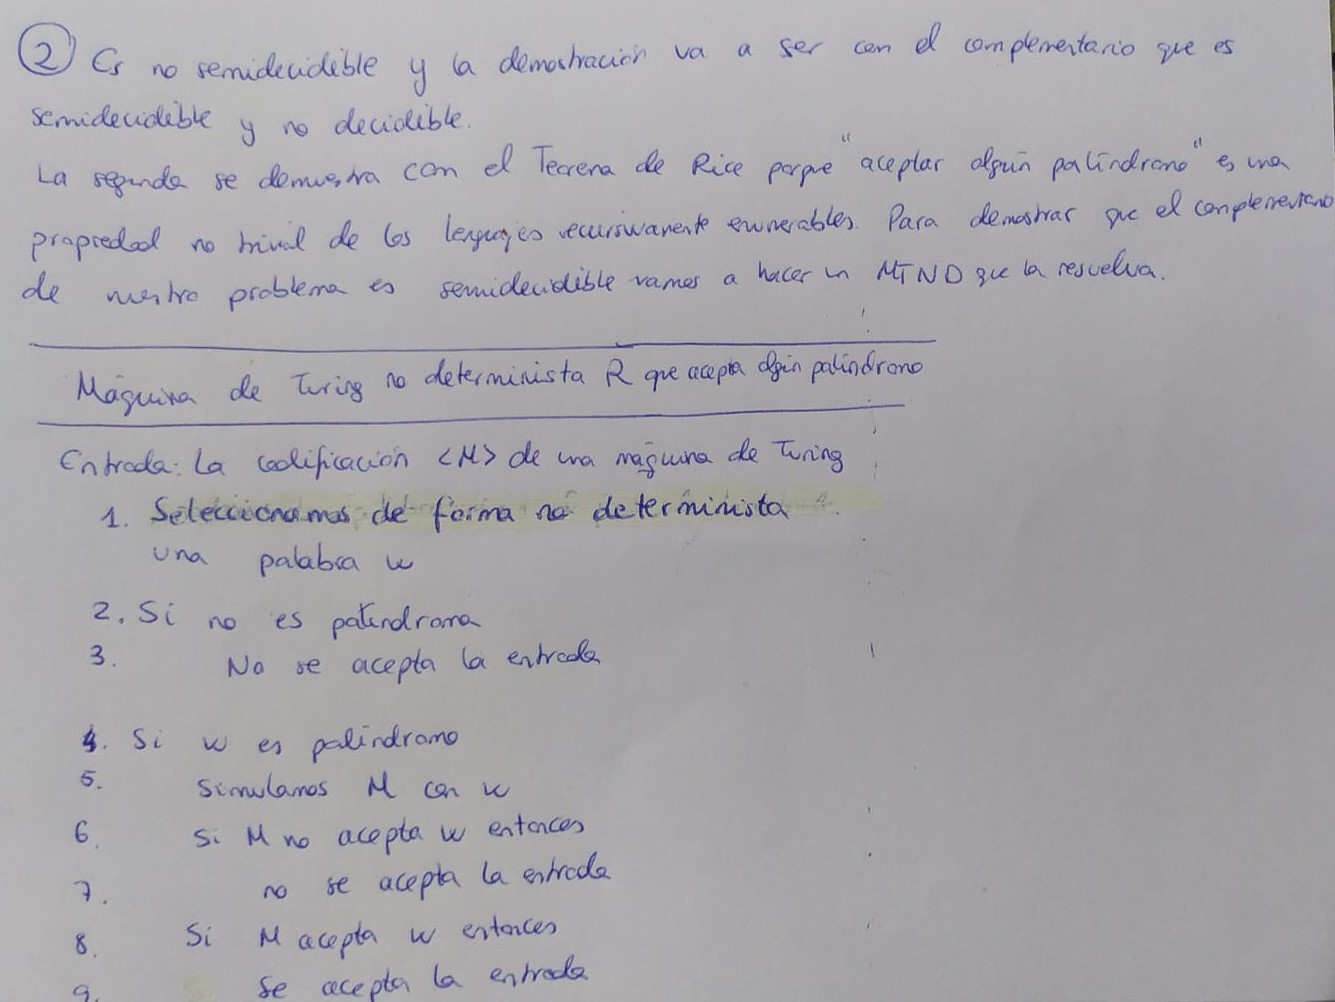 ② Es no semidecidible y la demostración va a ser con el complementario que es
semidecidible y no decidible.
La segunda se demuestra con el Teorema de Rice porque "aceptar algún palíndromo" es una
propiedad no trivial de los lenguajes recursivamente enumerables. Para demostrar que el complementario
de nuestro problema es semidecidible vamos a hacer un MTND que la resuelva.
Máquina de Turing no determinista R que acepta algún palíndromo
Entrada: La codificación <M> de una máquina de Turing
1. Seleccionamos de forma no determinista
una palabra w
2. Si no es palíndroma
3. No se acepta la entrada
4. Si w es palíndromo
5. Simulamos M con w
6. Si M no acepta w entonces
7. no se acepta la entrada
8. Si M acepta w entonces
9. Se acepta la entrada